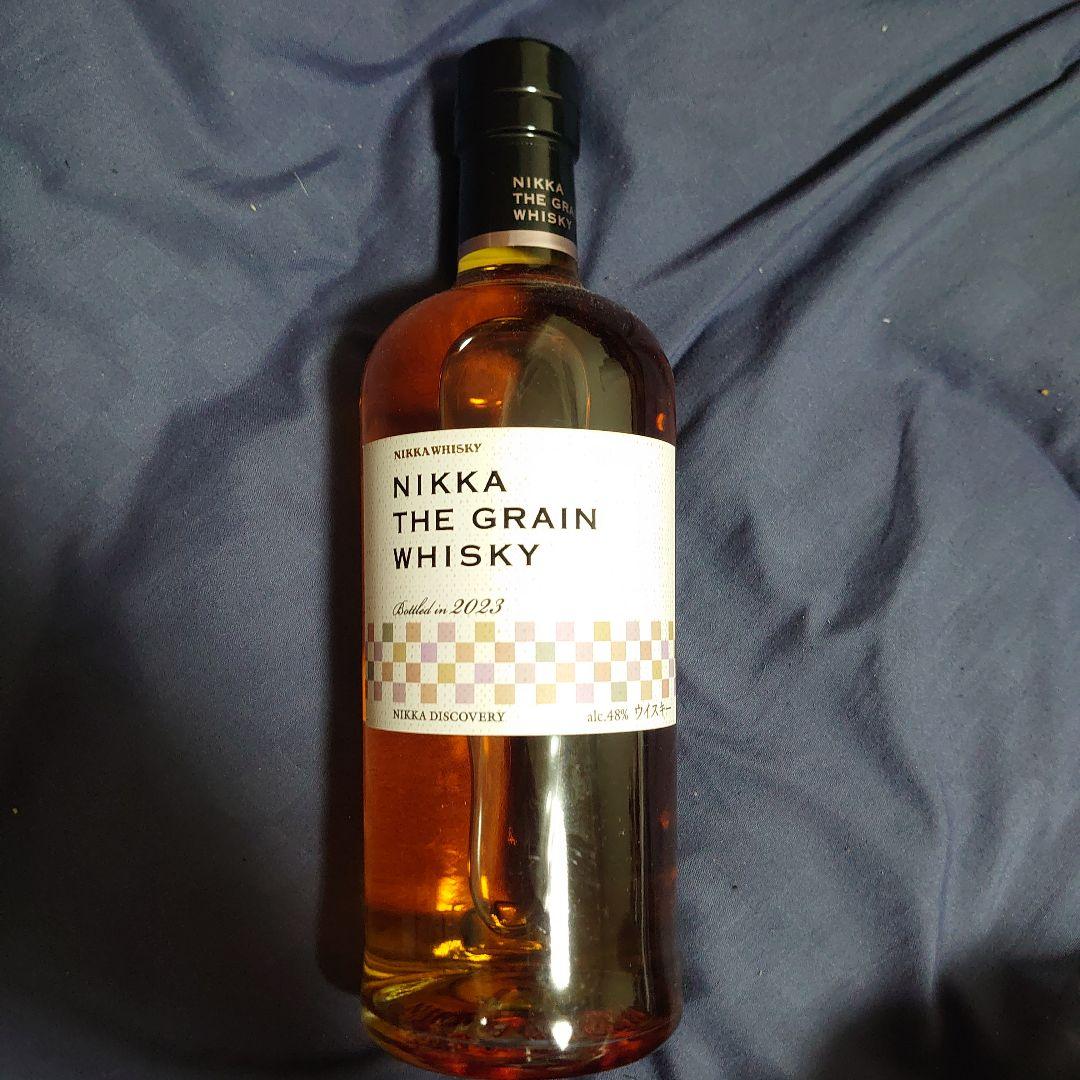 NIKKA
THE GRA
WHISKY
NIKKA WHISKY
NIKKA
THE GRAIN
WHISKY
Bottled in 2023
NIKKA DISCOVERY
alc.48% ウイスキー